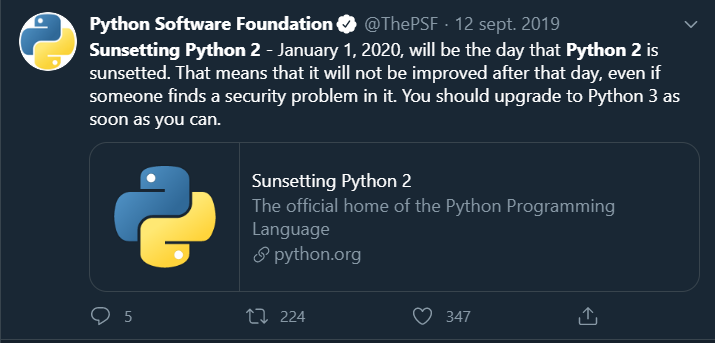 Python Software Foundation @ThePSF · 12 sept. 2019
Sunsetting Python 2 - January 1, 2020, will be the day that Python 2 is
sunsetted. That means that it will not be improved after that day, even if
someone finds a security problem in it. You should upgrade to Python 3 as
soon as you can.
Sunsetting Python 2
The official home of the Python Programming
Language
python.org
5 224 347